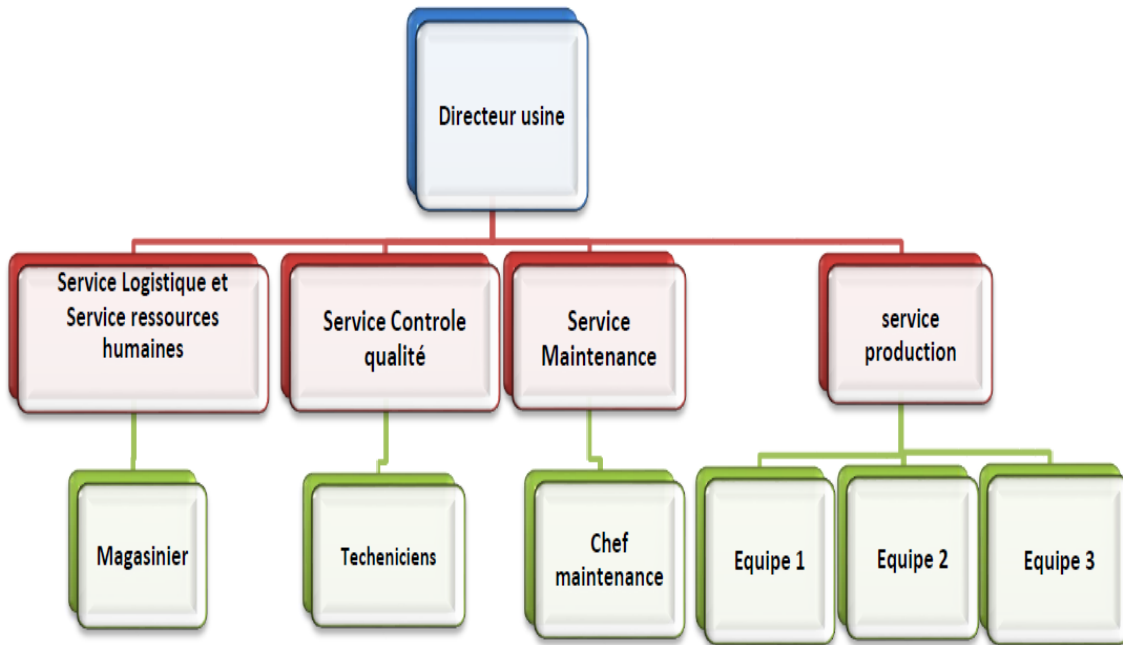 Directeur usine
Service Logistique et
Service ressources
humaines
Service Controle
qualité
Service
Maintenance
service
production
Magasinier
Techeniciens
Chef
maintenance
Equipe 1
Equipe 2
Equipe 3